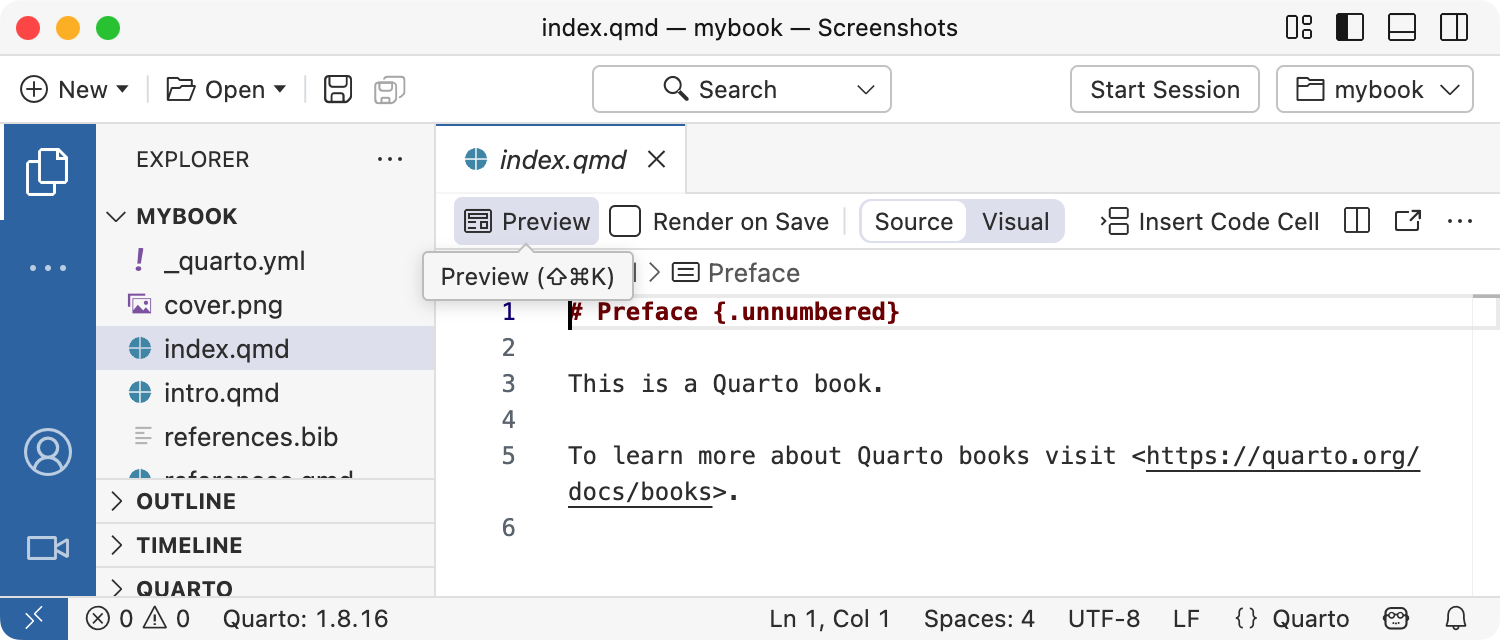 index.qmd — mybook — Screenshots
New Open Search Start Session mybook
EXPLORER
MYBOOK
_quarto.yml
cover.png
index.qmd
intro.qmd
references.bib
references.qmd
OUTLINE
TIMELINE
QUARTO
index.qmd
Preview Render on Save Source Visual Insert Code Cell
Preview (⇧⌘K)
Preface
1 # Preface {.unnumbered}
2
3 This is a Quarto book.
4
5 To learn more about Quarto books visit <https://quarto.org/
docs/books>.
6
0 0 Quarto: 1.8.16 Ln 1, Col 1 Spaces: 4 UTF-8 LF {} Quarto